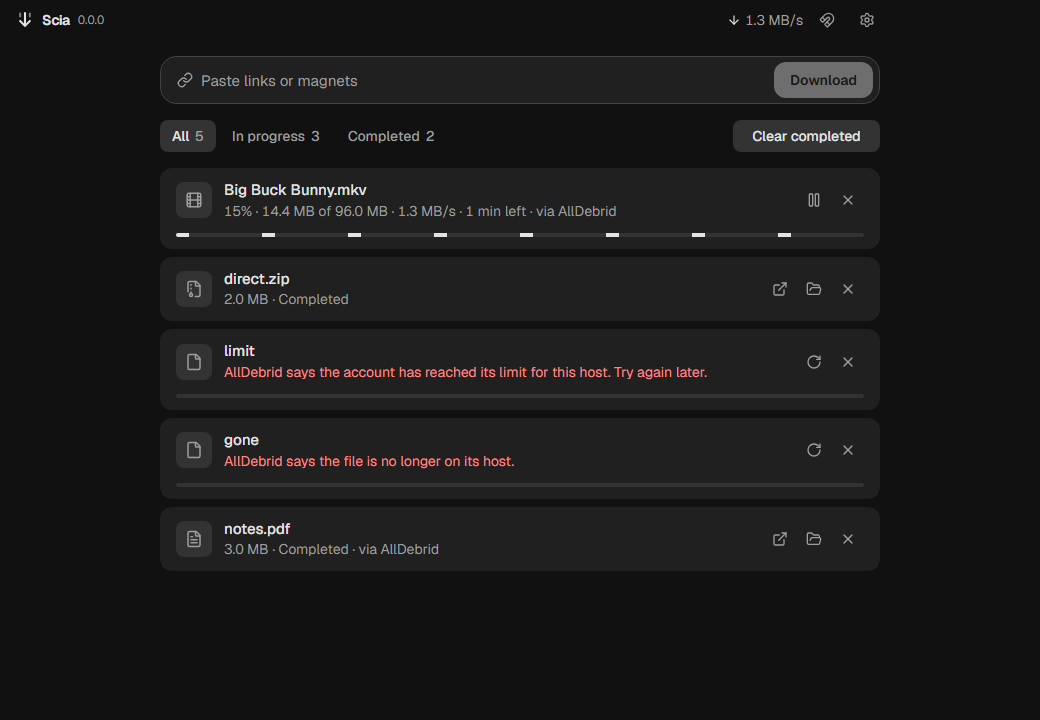 Scia 0.0.0
1.3 MB/s
Paste links or magnets
Download
All 5
In progress 3
Completed 2
Clear completed
Big Buck Bunny.mkv
15% · 14.4 MB of 96.0 MB · 1.3 MB/s · 1 min left · via AllDebrid
direct.zip
2.0 MB · Completed
limit
AllDebrid says the account has reached its limit for this host. Try again later.
gone
AllDebrid says the file is no longer on its host.
notes.pdf
3.0 MB · Completed · via AllDebrid